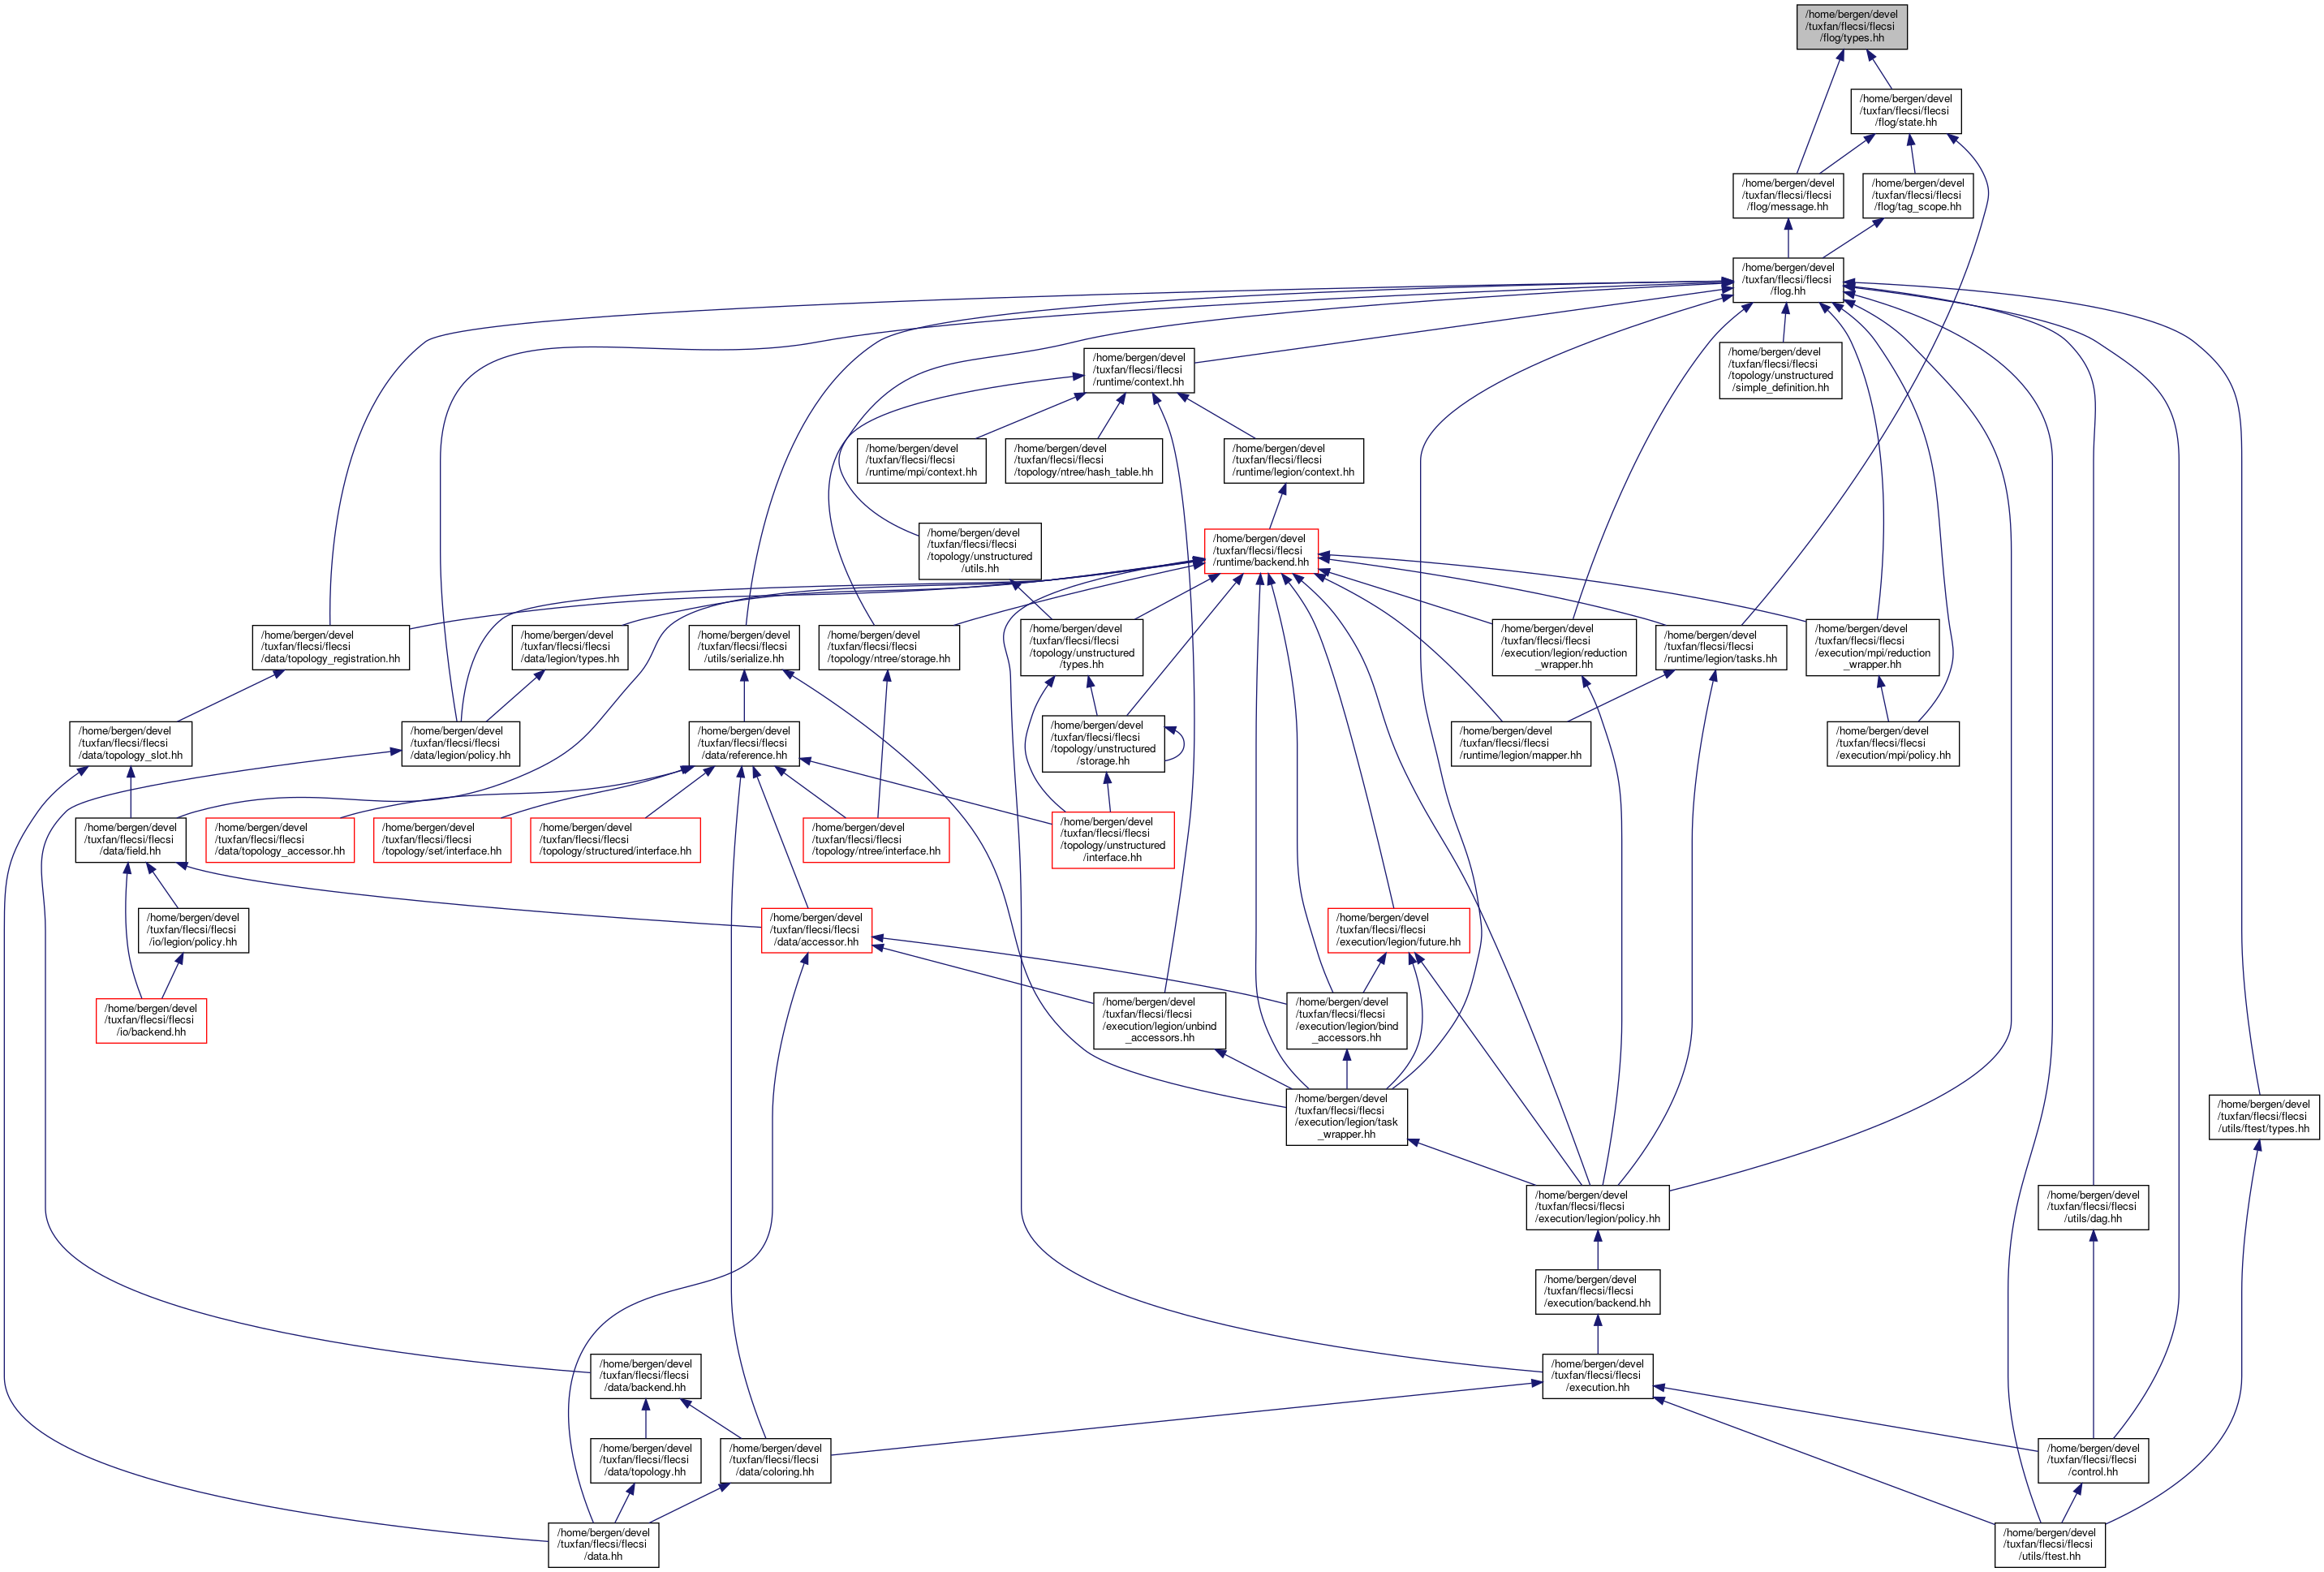 /home/bergen/devel
/tuxfan/flecsi/flecsi
/flog/types.hh
/home/bergen/devel
/tuxfan/flecsi/flecsi
/flog/state.hh
/home/bergen/devel
/tuxfan/flecsi/flecsi
/flog/message.hh
/home/bergen/devel
/tuxfan/flecsi/flecsi
/flog/tag_scope.hh
/home/bergen/devel
/tuxfan/flecsi/flecsi
/flog.hh
/home/bergen/devel
/tuxfan/flecsi/flecsi
/runtime/context.hh
/home/bergen/devel
/tuxfan/flecsi/flecsi
/topology/unstructured
/simple_definition.hh
/home/bergen/devel
/tuxfan/flecsi/flecsi
/runtime/mpi/context.hh
/home/bergen/devel
/tuxfan/flecsi/flecsi
/topology/ntree/hash_table.hh
/home/bergen/devel
/tuxfan/flecsi/flecsi
/runtime/legion/context.hh
/home/bergen/devel
/tuxfan/flecsi/flecsi
/topology/unstructured
/utils.hh
/home/bergen/devel
/tuxfan/flecsi/flecsi
/runtime/backend.hh
/home/bergen/devel
/tuxfan/flecsi/flecsi
/data/topology_registration.hh
/home/bergen/devel
/tuxfan/flecsi/flecsi
/data/legion/types.hh
/home/bergen/devel
/tuxfan/flecsi/flecsi
/utils/serialize.hh
/home/bergen/devel
/tuxfan/flecsi/flecsi
/topology/ntree/storage.hh
/home/bergen/devel
/tuxfan/flecsi/flecsi
/topology/unstructured
/types.hh
/home/bergen/devel
/tuxfan/flecsi/flecsi
/execution/legion/reduction
_wrapper.hh
/home/bergen/devel
/tuxfan/flecsi/flecsi
/runtime/legion/tasks.hh
/home/bergen/devel
/tuxfan/flecsi/flecsi
/execution/mpi/reduction
_wrapper.hh
/home/bergen/devel
/tuxfan/flecsi/flecsi
/data/topology_slot.hh
/home/bergen/devel
/tuxfan/flecsi/flecsi
/data/legion/policy.hh
/home/bergen/devel
/tuxfan/flecsi/flecsi
/data/reference.hh
/home/bergen/devel
/tuxfan/flecsi/flecsi
/topology/unstructured
/storage.hh
/home/bergen/devel
/tuxfan/flecsi/flecsi
/runtime/legion/mapper.hh
/home/bergen/devel
/tuxfan/flecsi/flecsi
/execution/mpi/policy.hh
/home/bergen/devel
/tuxfan/flecsi/flecsi
/data/field.hh
/home/bergen/devel
/tuxfan/flecsi/flecsi
/data/topology_accessor.hh
/home/bergen/devel
/tuxfan/flecsi/flecsi
/topology/set/interface.hh
/home/bergen/devel
/tuxfan/flecsi/flecsi
/topology/structured/interface.hh
/home/bergen/devel
/tuxfan/flecsi/flecsi
/topology/ntree/interface.hh
/home/bergen/devel
/tuxfan/flecsi/flecsi
/topology/unstructured
/interface.hh
/home/bergen/devel
/tuxfan/flecsi/flecsi
/io/legion/policy.hh
/home/bergen/devel
/tuxfan/flecsi/flecsi
/data/accessor.hh
/home/bergen/devel
/tuxfan/flecsi/flecsi
/execution/legion/future.hh
/home/bergen/devel
/tuxfan/flecsi/flecsi
/io/backend.hh
/home/bergen/devel
/tuxfan/flecsi/flecsi
/execution/legion/unbind
_accessors.hh
/home/bergen/devel
/tuxfan/flecsi/flecsi
/execution/legion/bind
_accessors.hh
/home/bergen/devel
/tuxfan/flecsi/flecsi
/execution/legion/task
_wrapper.hh
/home/bergen/devel
/tuxfan/flecsi/flecsi
/utils/ftest/types.hh
/home/bergen/devel
/tuxfan/flecsi/flecsi
/execution/legion/policy.hh
/home/bergen/devel
/tuxfan/flecsi/flecsi
/utils/dag.hh
/home/bergen/devel
/tuxfan/flecsi/flecsi
/execution/backend.hh
/home/bergen/devel
/tuxfan/flecsi/flecsi
/data/backend.hh
/home/bergen/devel
/tuxfan/flecsi/flecsi
/execution.hh
/home/bergen/devel
/tuxfan/flecsi/flecsi
/data/topology.hh
/home/bergen/devel
/tuxfan/flecsi/flecsi
/data/coloring.hh
/home/bergen/devel
/tuxfan/flecsi/flecsi
/control.hh
/home/bergen/devel
/tuxfan/flecsi/flecsi
/data.hh
/home/bergen/devel
/tuxfan/flecsi/flecsi
/utils/ftest.hh